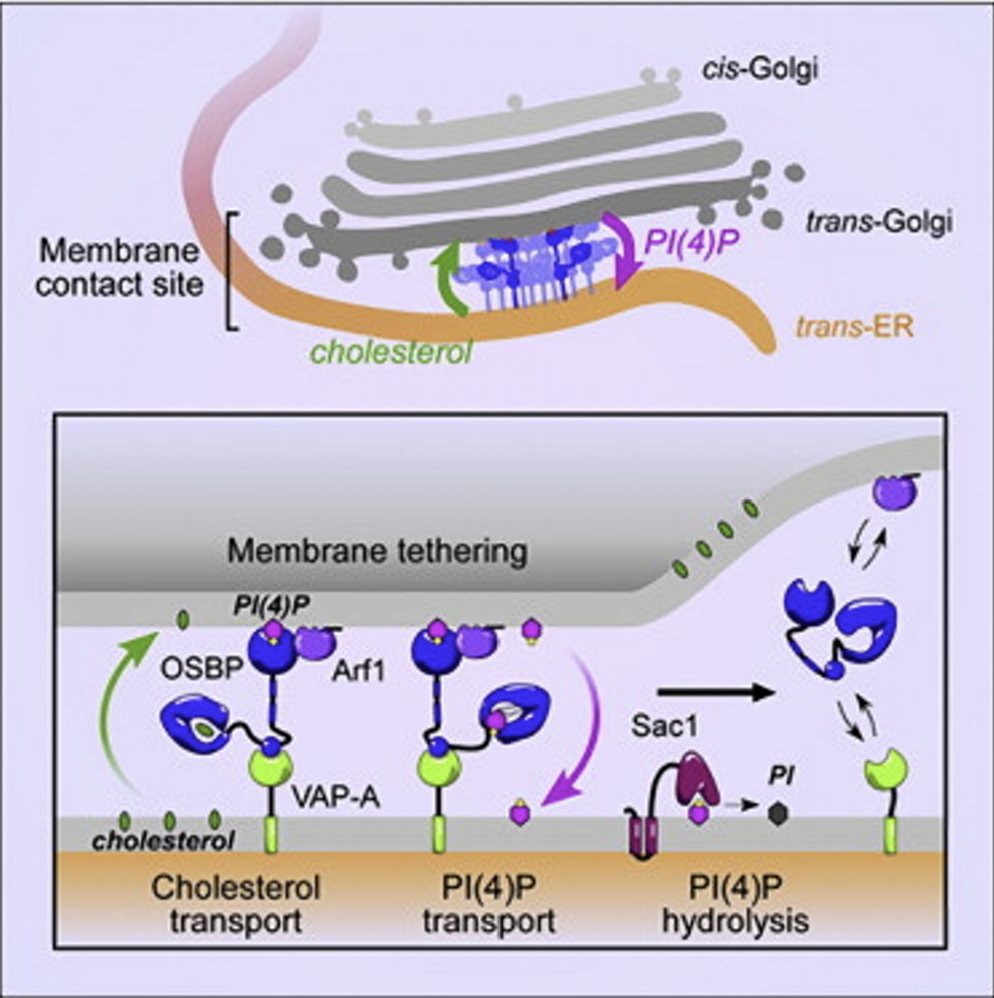 cis-Golgi
trans-Golgi
PI(4)P
Membrane
contact site
trans-ER
cholesterol
Membrane tethering
PI(4)P
OSBP
Arf1
Sac1
VAP-A
PI
cholesterol
Cholesterol
transport
PI(4)P
transport
PI(4)P
hydrolysis